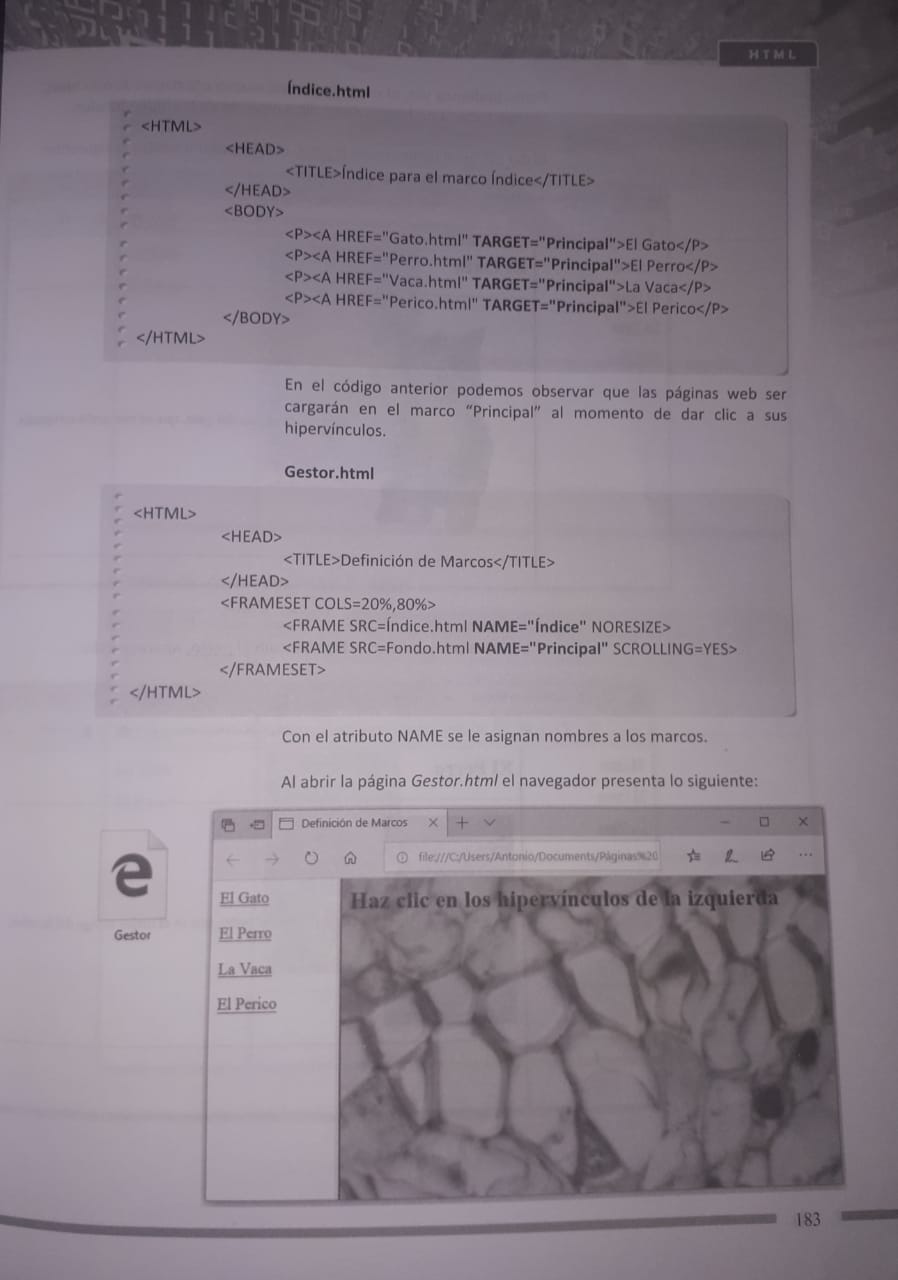 HTML
Índice.html
<HTML>
<HEAD>
<TITLE>Índice para el marco Índice</TITLE>
</HEAD>
<BODY>
<P><A HREF="Gato.html" TARGET="Principal">El Gato</P>
<P><A HREF="Perro.html" TARGET="Principal">El Perro</P>
<P><A HREF="Vaca.html" TARGET="Principal">La Vaca</P>
<P><A HREF="Perico.html" TARGET="Principal">El Perico</P>
</BODY>
</HTML>
En el código anterior podemos observar que las páginas web ser
cargarán en el marco “Principal” al momento de dar clic a sus
hipervínculos.
Gestor.html
<HTML>
<HEAD>
<TITLE>Definición de Marcos</TITLE>
</HEAD>
<FRAMESET COLS=20%,80%>
<FRAME SRC=Índice.html NAME="Índice" NORESIZE>
<FRAME SRC=Fondo.html NAME="Principal" SCROLLING=YES>
</FRAMESET>
</HTML>
Con el atributo NAME se le asignan nombres a los marcos.
Al abrir la página Gestor.html el navegador presenta lo siguiente:
Definición de Marcos
file:///C:/Users/Antonio/Documents/Páginas%20
Gestor
El Gato
El Perro
La Vaca
El Perico
Haz clic en los hipervínculos de la izquierda
183